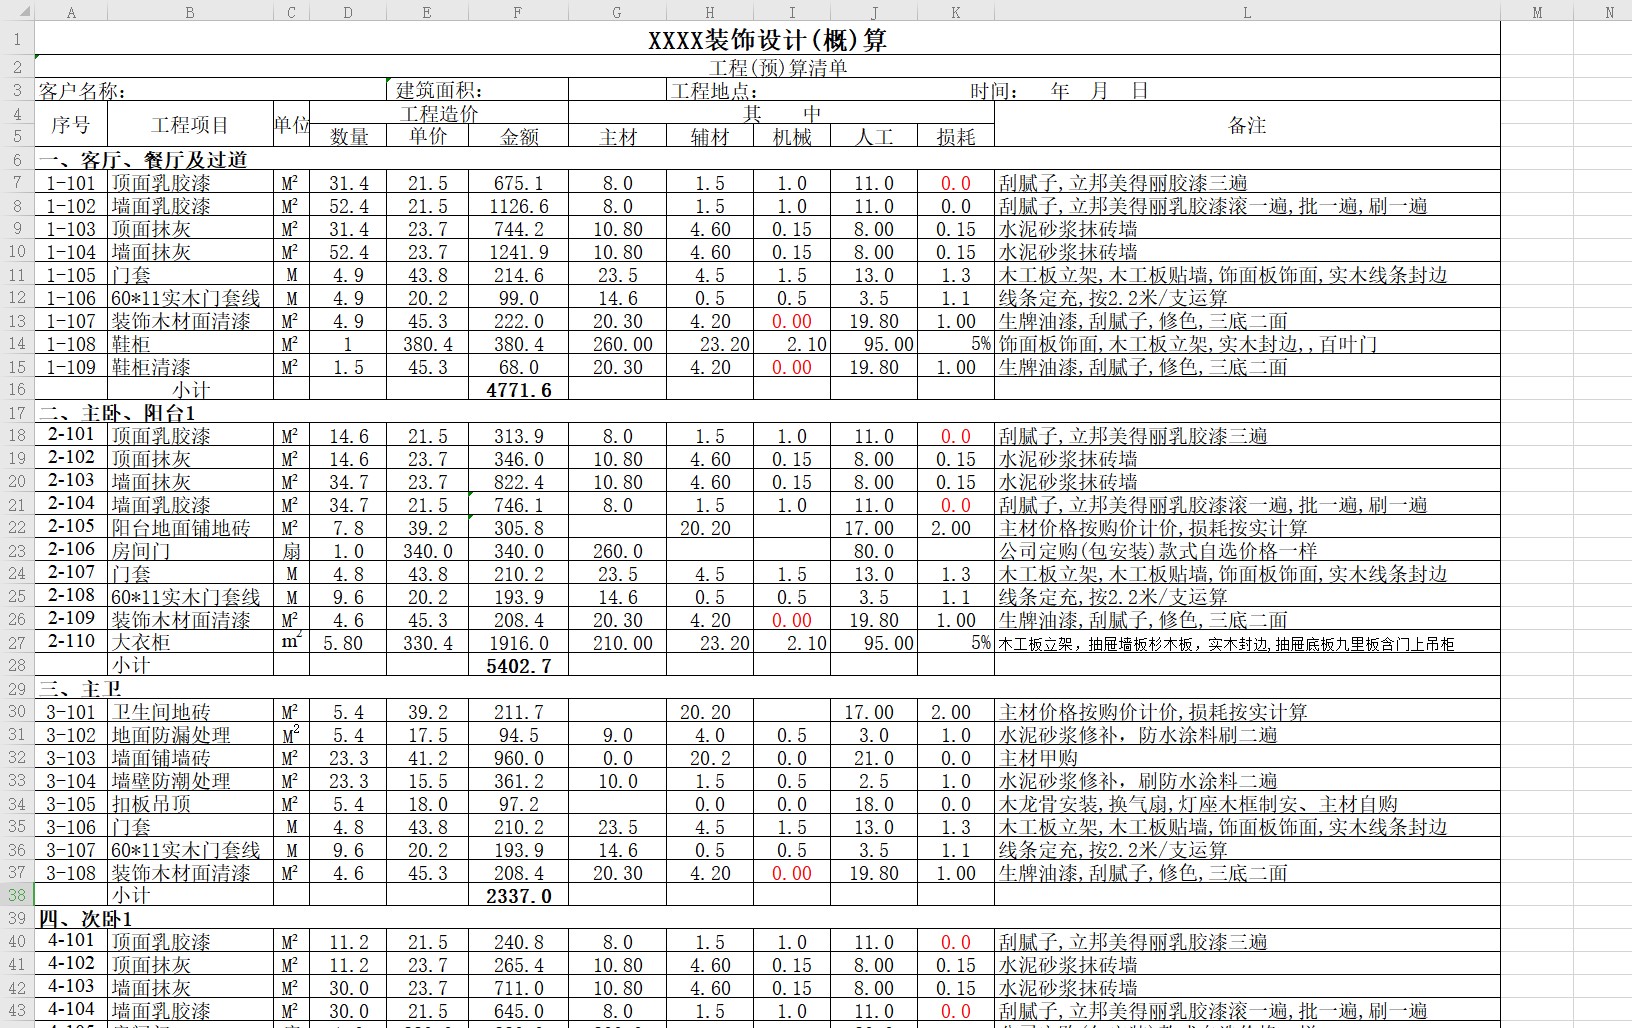 A B C D E F G H I J K L M N
1 XXXX装饰设计(概)算
2 工程(预)算清单
3 客户名称: 建筑面积: 工程地点: 时间: 年 月 日
4 序号 工程项目 单位 工程造价 其 中 备注
5 数量 单价 金额 主材 辅材 机械 人工 损耗
6 一、客厅、餐厅及过道
7 1-101 顶面乳胶漆 M² 31.4 21.5 675.1 8.0 1.5 1.0 11.0 0.0 刮腻子,立邦美得丽胶漆三遍
8 1-102 墙面乳胶漆 M² 52.4 21.5 1126.6 8.0 1.5 1.0 11.0 0.0 刮腻子,立邦美得丽乳胶漆滚一遍,批一遍,刷一遍
9 1-103 顶面抹灰 M² 31.4 23.7 744.2 10.80 4.60 0.15 8.00 0.15 水泥砂浆抹砖墙
10 1-104 墙面抹灰 M² 52.4 23.7 1241.9 10.80 4.60 0.15 8.00 0.15 水泥砂浆抹砖墙
11 1-105 门套 M 4.9 43.8 214.6 23.5 4.5 1.5 13.0 1.3 木工板立架,木工板贴墙,饰面板饰面,实木线条封边
12 1-106 60*11实木门套线 M 4.9 20.2 99.0 14.6 0.5 0.5 3.5 1.1 线条定充,按2.2米/支运算
13 1-107 装饰木材面清漆 M² 4.9 45.3 222.0 20.30 4.20 0.00 19.80 1.00 生牌油漆,刮腻子,修色,三底二面
14 1-108 鞋柜 M² 1 380.4 380.4 260.00 23.20 2.10 95.00 5% 饰面板饰面,木工板立架,实木封边,,百叶门
15 1-109 鞋柜清漆 M² 1.5 45.3 68.0 20.30 4.20 0.00 19.80 1.00 生牌油漆,刮腻子,修色,三底二面
16 小计 4771.6
17 二、主卧、阳台1
18 2-101 顶面乳胶漆 M² 14.6 21.5 313.9 8.0 1.5 1.0 11.0 0.0 刮腻子,立邦美得丽乳胶漆三遍
19 2-102 顶面抹灰 M² 14.6 23.7 346.0 10.80 4.60 0.15 8.00 0.15 水泥砂浆抹砖墙
20 2-103 墙面抹灰 M² 34.7 23.7 822.4 10.80 4.60 0.15 8.00 0.15 水泥砂浆抹砖墙
21 2-104 墙面乳胶漆 M² 34.7 21.5 746.1 8.0 1.5 1.0 11.0 0.0 刮腻子,立邦美得丽乳胶漆滚一遍,批一遍,刷一遍
22 2-105 阳台地面铺地砖 M² 7.8 39.2 305.8 20.20 17.00 2.00 主材价格按购价计价,损耗按实计算
23 2-106 房间门 扇 1.0 340.0 340.0 260.0 80.0 公司定购(包安装)款式自选价格一样
24 2-107 门套 M 4.8 43.8 210.2 23.5 4.5 1.5 13.0 1.3 木工板立架,木工板贴墙,饰面板饰面,实木线条封边
25 2-108 60*11实木门套线 M 9.6 20.2 193.9 14.6 0.5 0.5 3.5 1.1 线条定充,按2.2米/支运算
26 2-109 装饰木材面清漆 M² 4.6 45.3 208.4 20.30 4.20 0.00 19.80 1.00 生牌油漆,刮腻子,修色,三底二面
27 2-110 大衣柜 m² 5.80 330.4 1916.0 210.00 23.20 2.10 95.00 5% 木工板立架，抽屉墙板杉木板，实木封边,抽屉底板九里板含门上吊柜
28 小计 5402.7
29 三、主卫
30 3-101 卫生间地砖 M² 5.4 39.2 211.7 20.20 17.00 2.00 主材价格按购价计价,损耗按实计算
31 3-102 地面防漏处理 M² 5.4 17.5 94.5 9.0 4.0 0.5 3.0 1.0 水泥砂浆修补，防水涂料刷二遍
32 3-103 墙面铺墙砖 M² 23.3 41.2 960.0 0.0 20.2 0.0 21.0 0.0 主材甲购
33 3-104 墙壁防潮处理 M² 23.3 15.5 361.2 10.0 1.5 0.5 2.5 1.0 水泥砂浆修补，刷防水涂料二遍
34 3-105 扣板吊顶 M² 5.4 18.0 97.2 0.0 0.0 18.0 0.0 木龙骨安装,换气扇,灯座木框制安、主材自购
35 3-106 门套 M 4.8 43.8 210.2 23.5 4.5 1.5 13.0 1.3 木工板立架,木工板贴墙,饰面板饰面,实木线条封边
36 3-107 60*11实木门套线 M 9.6 20.2 193.9 14.6 0.5 0.5 3.5 1.1 线条定充,按2.2米/支运算
37 3-108 装饰木材面清漆 M² 4.6 45.3 208.4 20.30 4.20 0.00 19.80 1.00 生牌油漆,刮腻子,修色,三底二面
38 小计 2337.0
39 四、次卧1
40 4-101 顶面乳胶漆 M² 11.2 21.5 240.8 8.0 1.5 1.0 11.0 0.0 刮腻子,立邦美得丽乳胶漆三遍
41 4-102 顶面抹灰 M² 11.2 23.7 265.4 10.80 4.60 0.15 8.00 0.15 水泥砂浆抹砖墙
42 4-103 墙面抹灰 M² 30.0 23.7 711.0 10.80 4.60 0.15 8.00 0.15 水泥砂浆抹砖墙
43 4-104 墙面乳胶漆 M² 30.0 21.5 645.0 8.0 1.5 1.0 11.0 0.0 刮腻子,立邦美得丽乳胶漆滚一遍,批一遍,刷一遍